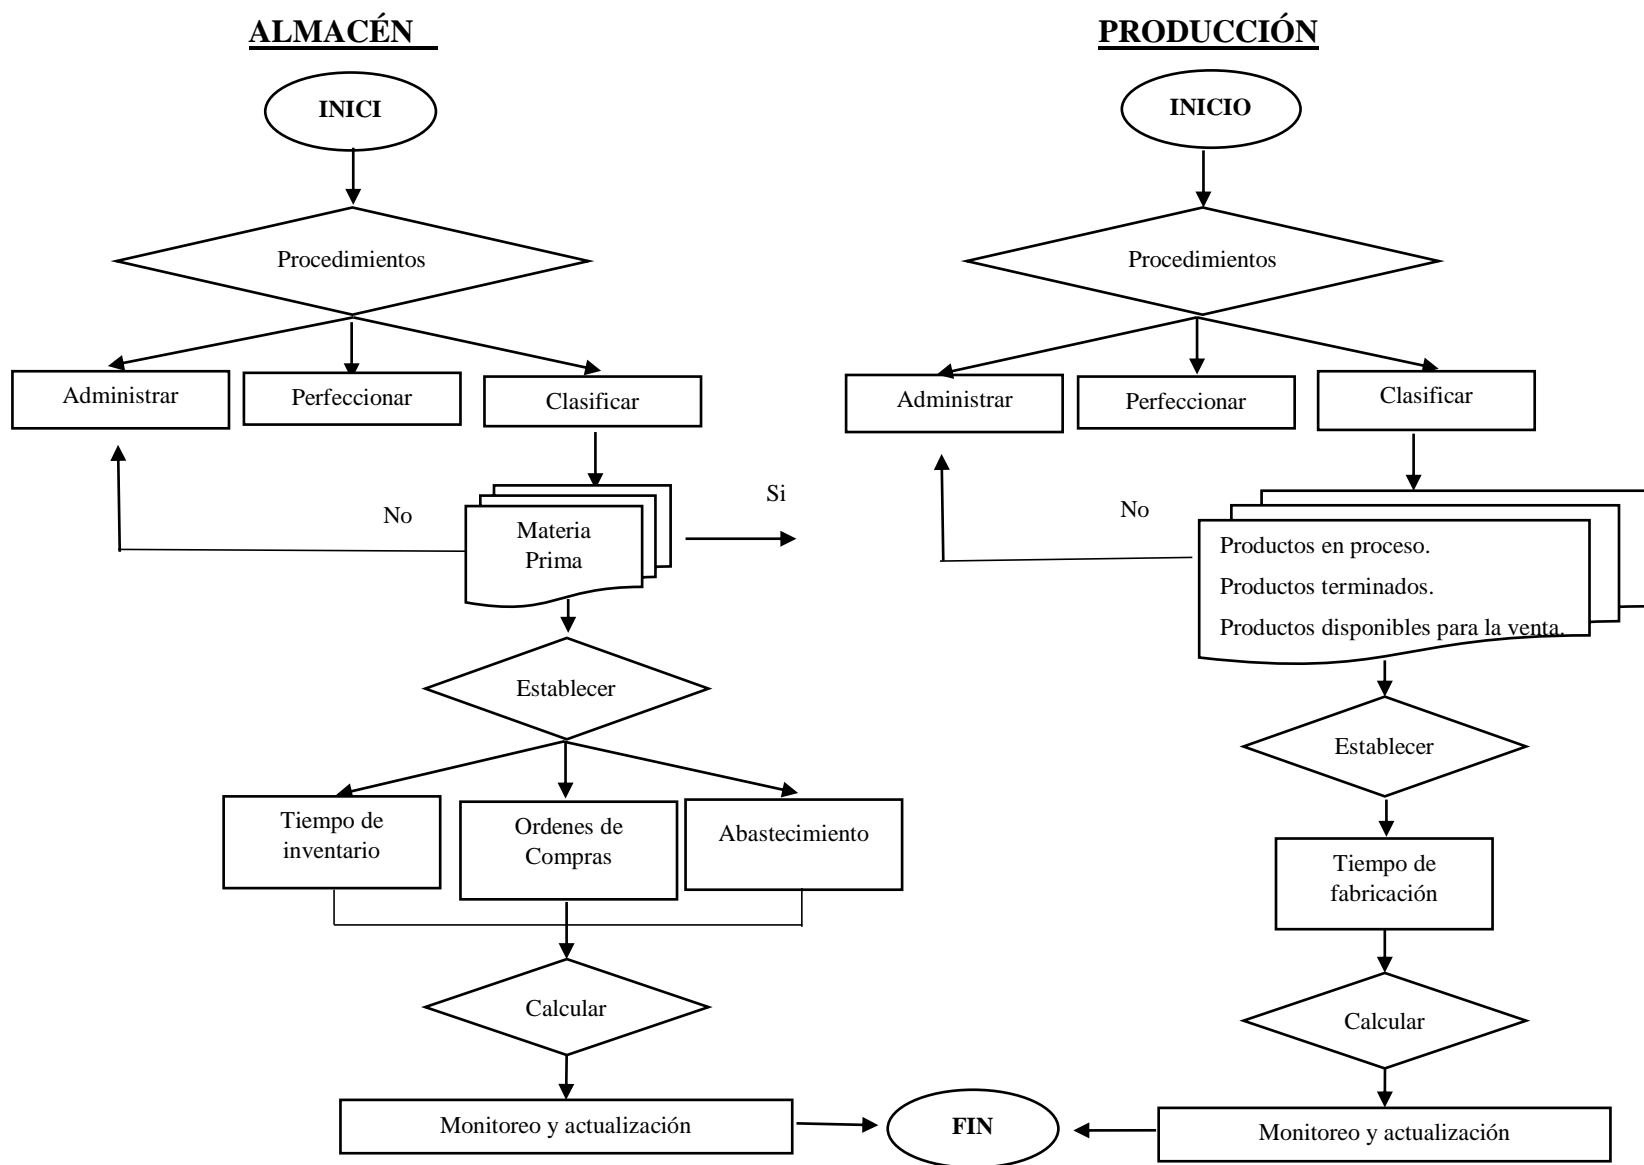 ALMACÉN
PRODUCCIÓN
INICI
INICIO
Procedimientos
Procedimientos
Administrar
Perfeccionar
Clasificar
Administrar
Perfeccionar
Clasificar
No
Si
Materia
Prima
No
Productos en proceso.
Productos terminados.
Productos disponibles para la venta.
Establecer
Establecer
Tiempo de
inventario
Ordenes de
Compras
Abastecimiento
Tiempo de
fabricación
Calcular
Calcular
Monitoreo y actualización
FIN
Monitoreo y actualización